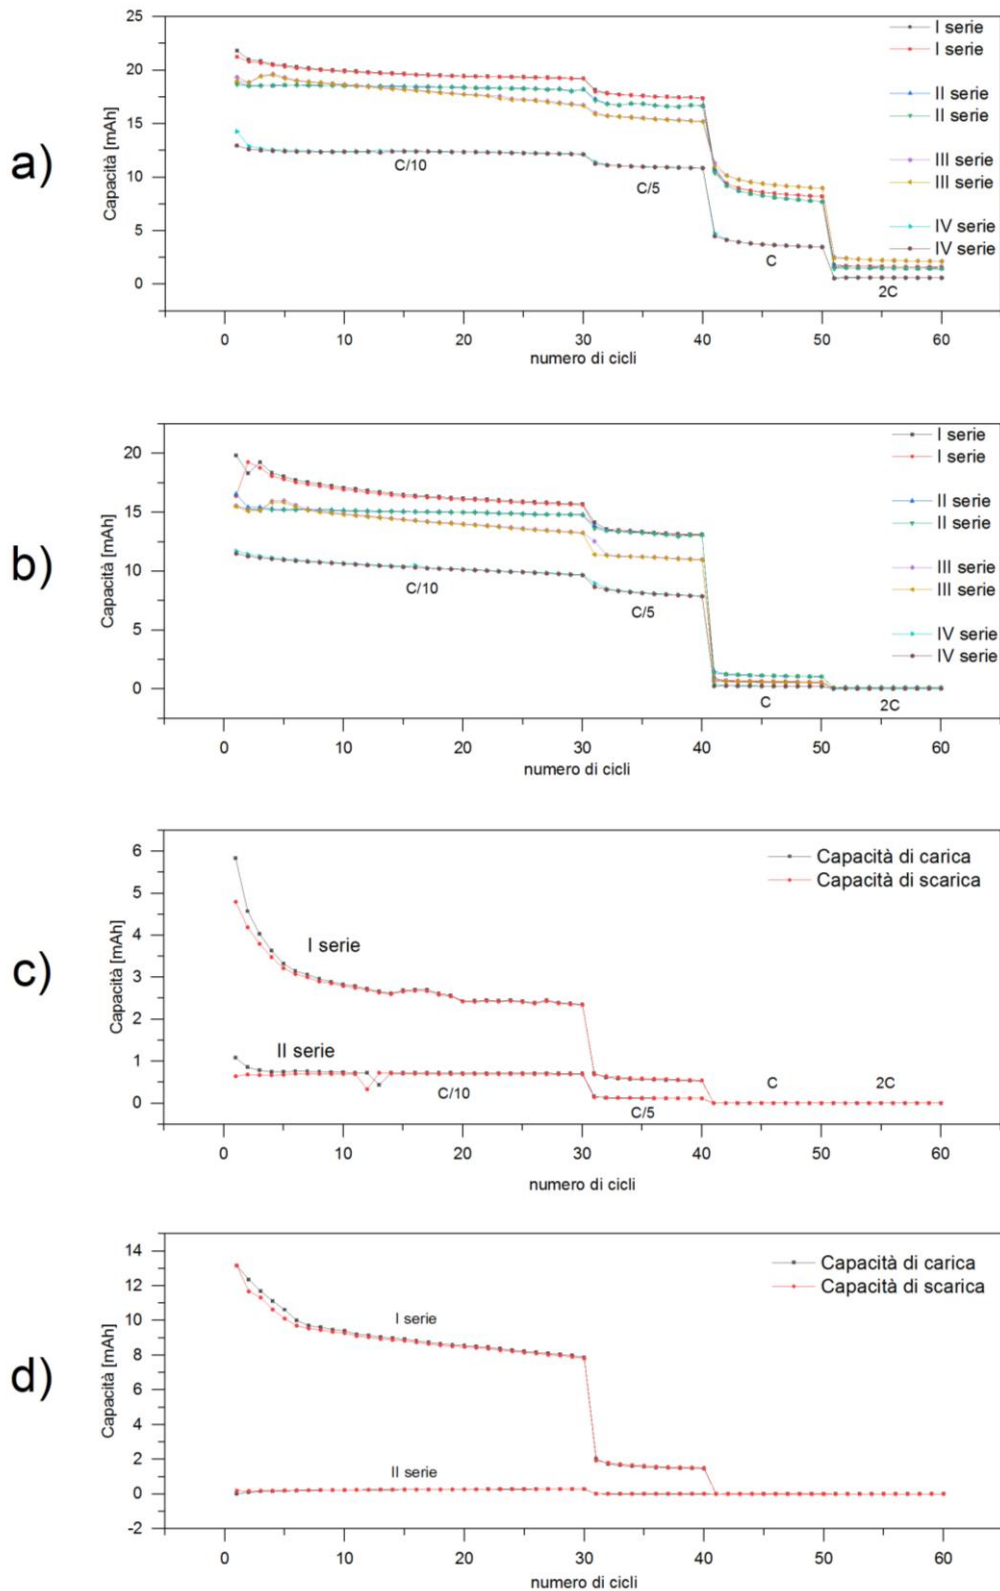 a)
Capacità [mAh]
25
20
15
10
5
0
I serie
I serie
II serie
II serie
III serie
III serie
IV serie
IV serie
C/10
C/5
C
2C
0 10 20 30 40 50 60
numero di cicli
b)
Capacità [mAh]
20
15
10
5
0
I serie
I serie
II serie
II serie
III serie
III serie
IV serie
IV serie
C/10
C/5
C
2C
0 10 20 30 40 50 60
numero di cicli
c)
Capacità [mAh]
6
5
4
3
2
1
0
Capacità di carica
Capacità di scarica
I serie
II serie
C/10
C/5
C
2C
0 10 20 30 40 50 60
numero di cicli
d)
Capacità [mAh]
14
12
10
8
6
4
2
0
-2
Capacità di carica
Capacità di scarica
I serie
II serie
0 10 20 30 40 50 60
numero di cicli